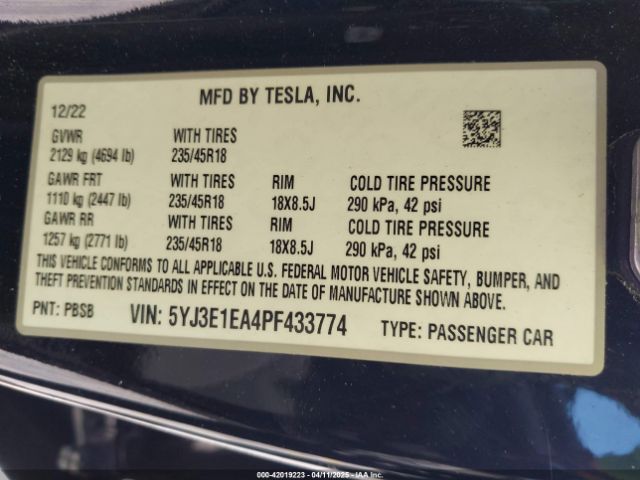 MFD BY TESLA, INC.
12/22
GVWR WITH TIRES
2129 kg (4694 lb) 235/45R18
GAWR FRT WITH TIRES RIM COLD TIRE PRESSURE
1110 kg (2447 lb) 235/45R18 18X8.5J 290 kPa, 42 psi
GAWR RR WITH TIRES RIM COLD TIRE PRESSURE
1257 kg (2771 lb) 235/45R18 18X8.5J 290 kPa, 42 psi
THIS VEHICLE CONFORMS TO ALL APPLICABLE U.S. FEDERAL MOTOR VEHICLE SAFETY, BUMPER, AND
THEFT PREVENTION STANDARDS IN EFFECT ON THE DATE OF MANUFACTURE SHOWN ABOVE.
PNT: PBSB VIN: 5YJ3E1EA4PF433774 TYPE: PASSENGER CAR
000-42019223 - 04/11/2025 - IAA, Inc.